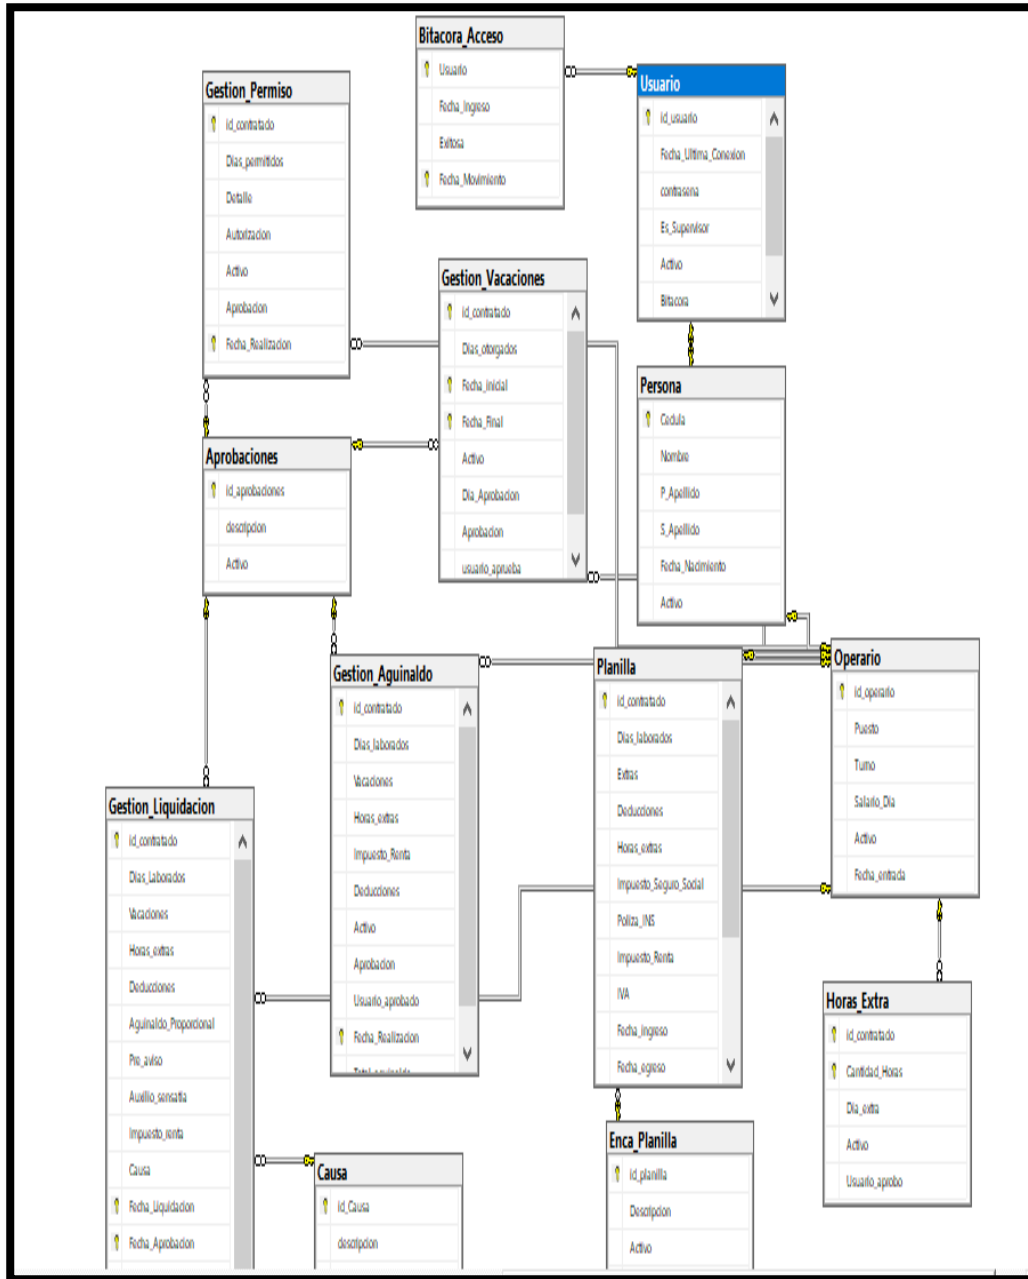 Bitacora_Acceso
Usuario
Fecha_Ingreso
Exitosa
Fecha_Movimiento
Usuario
id_usuario
Fecha_Ultima_Conexion
contrasena
Es_Supervisor
Activo
Bitacora
Gestion_Permiso
id_contratado
Dias_permitidos
Detalle
Autorizacion
Activo
Aprobacion
Fecha_Realizacion
Gestion_Vacaciones
id_contratado
Dias_otorgados
Fecha_inicial
Fecha_Final
Activo
Dia_Aprobacion
Aprobacion
usuario_aprueba
Persona
Cedula
Nombre
P_Apellido
S_Apellido
Fecha_Nacimiento
Activo
Aprobaciones
id_aprobaciones
descripcion
Activo
Gestion_Aguinaldo
id_contratado
Dias_laborados
Vacaciones
Horas_extras
Impuesto_Renta
Deducciones
Activo
Aprobacion
Usuario_aprobado
Fecha_Realizacion
Total_aguinaldo
Planilla
id_contratado
Dias_laborados
Extras
Deducciones
Horas_extras
Impuesto_Seguro_Social
Poliza_INS
Impuesto_Renta
IVA
Fecha_ingreso
Fecha_egreso
Operario
id_operario
Puesto
Turno
Salario_Dia
Activo
Fecha_entrada
Gestion_Liquidacion
id_contratado
Dias_Laborados
Vacaciones
Horas_extras
Deducciones
Aguinaldo_Proporcional
Pre_aviso
Auxilio_sensatia
Impuesto_renta
Causa
Fecha_Liquidacion
Fecha_Aprobacion
Horas_Extra
id_contratado
Cantidad_Horas
Dia_extra
Activo
Usuario_aprobo
Causa
id_Causa
descripcion
Enca_Planilla
id_planilla
Descripcion
Activo